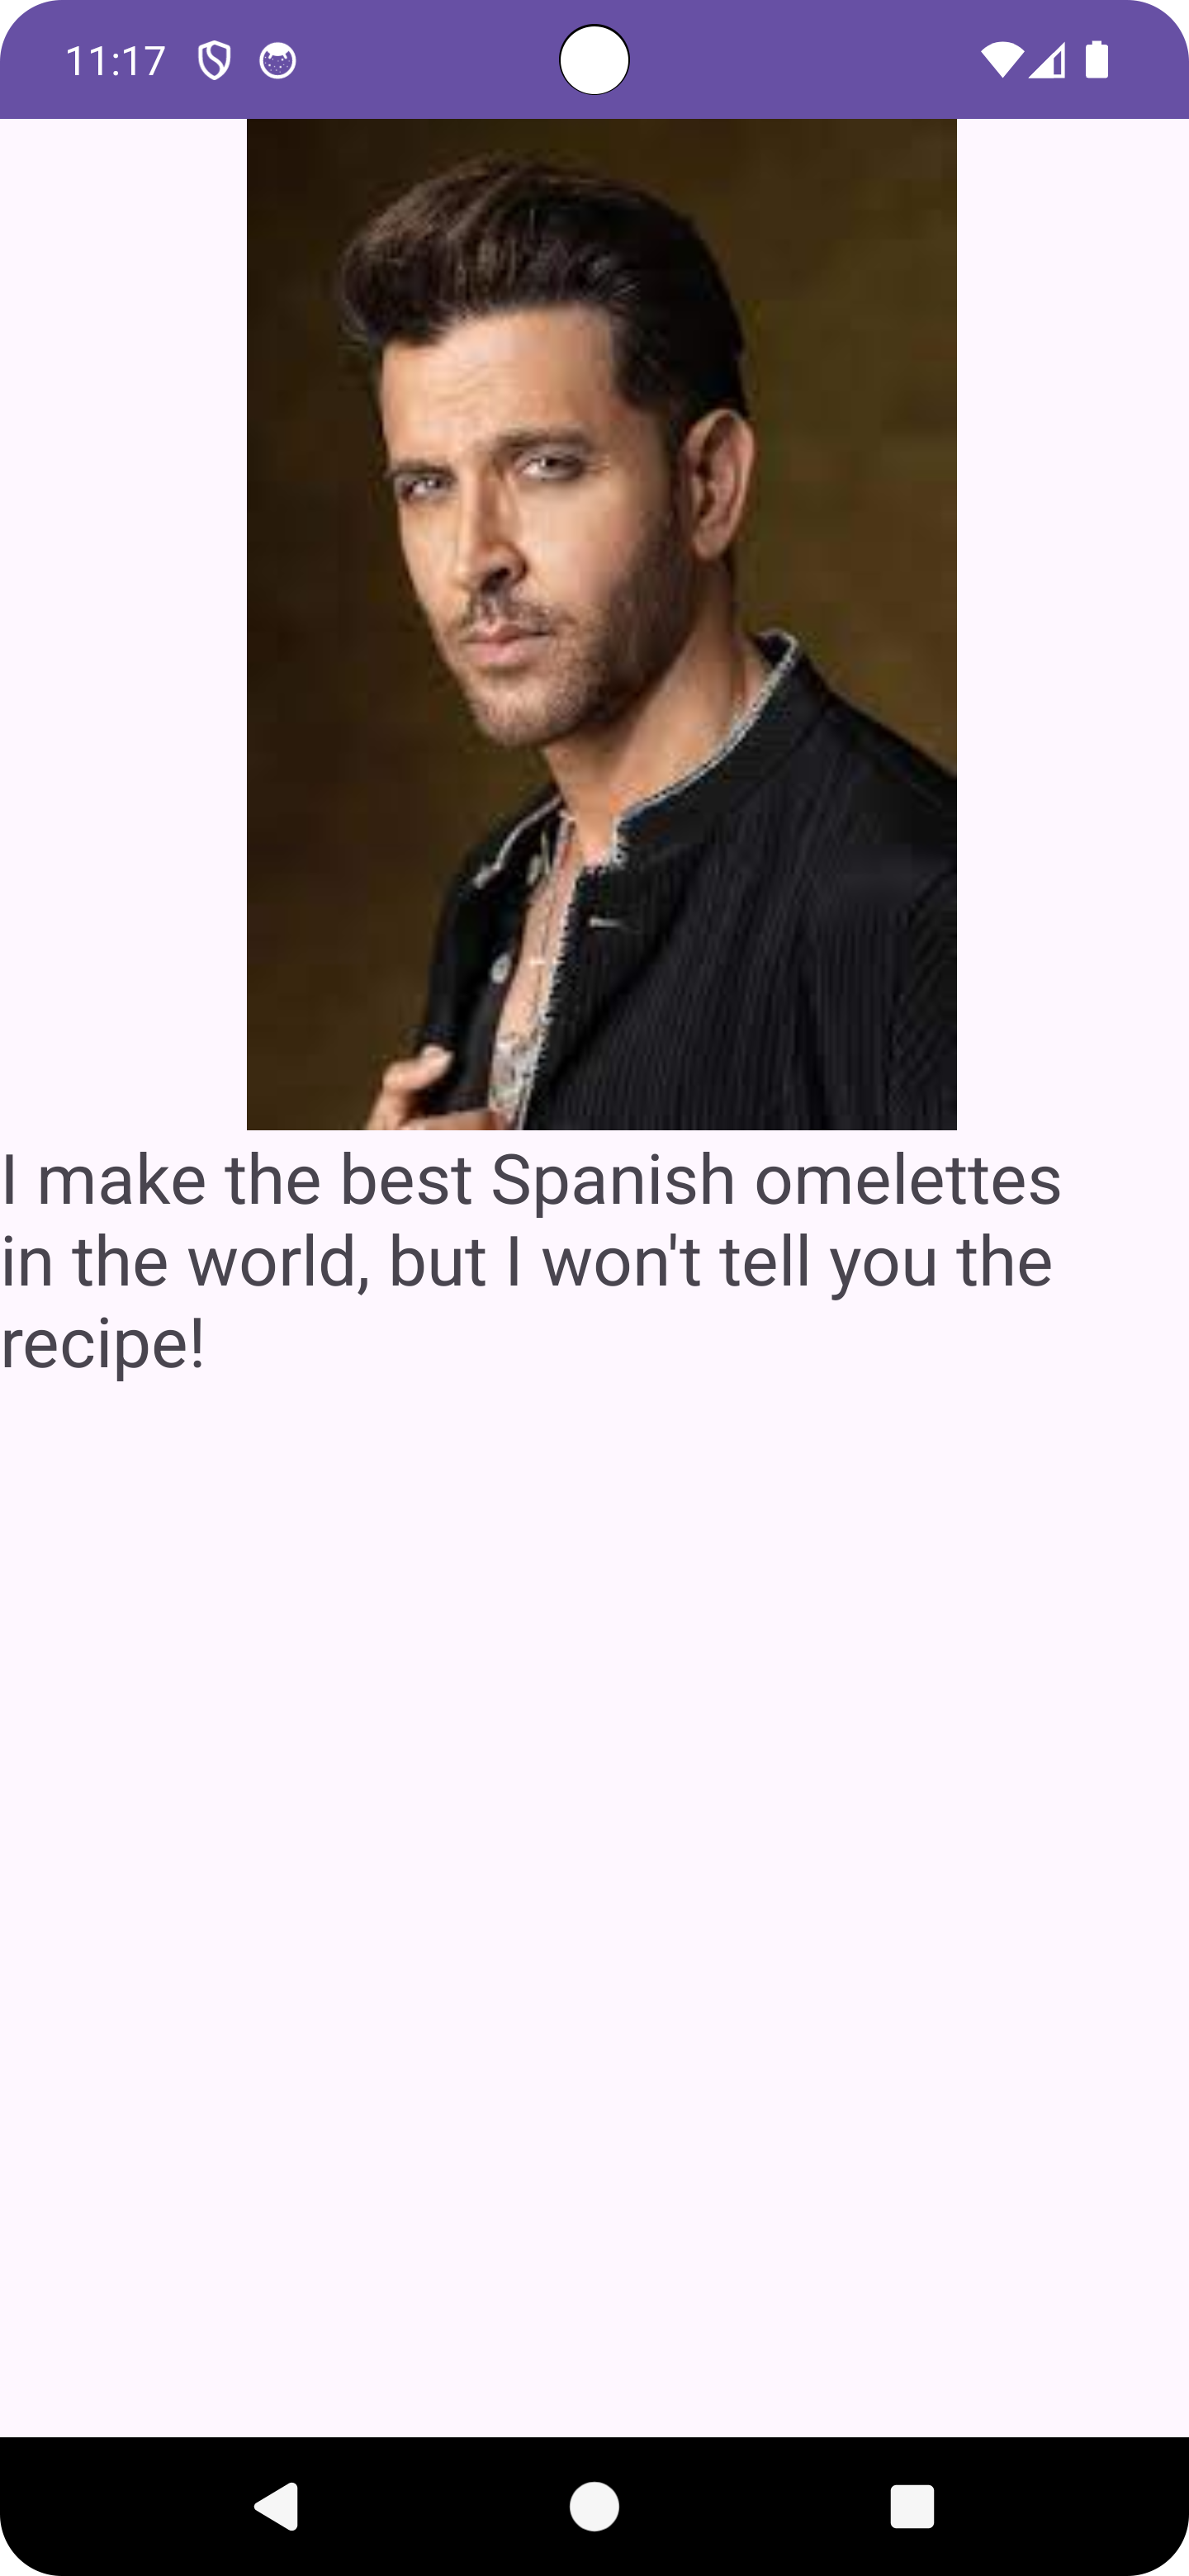 11:17
I make the best Spanish omelettes
in the world, but I won't tell you the
recipe!